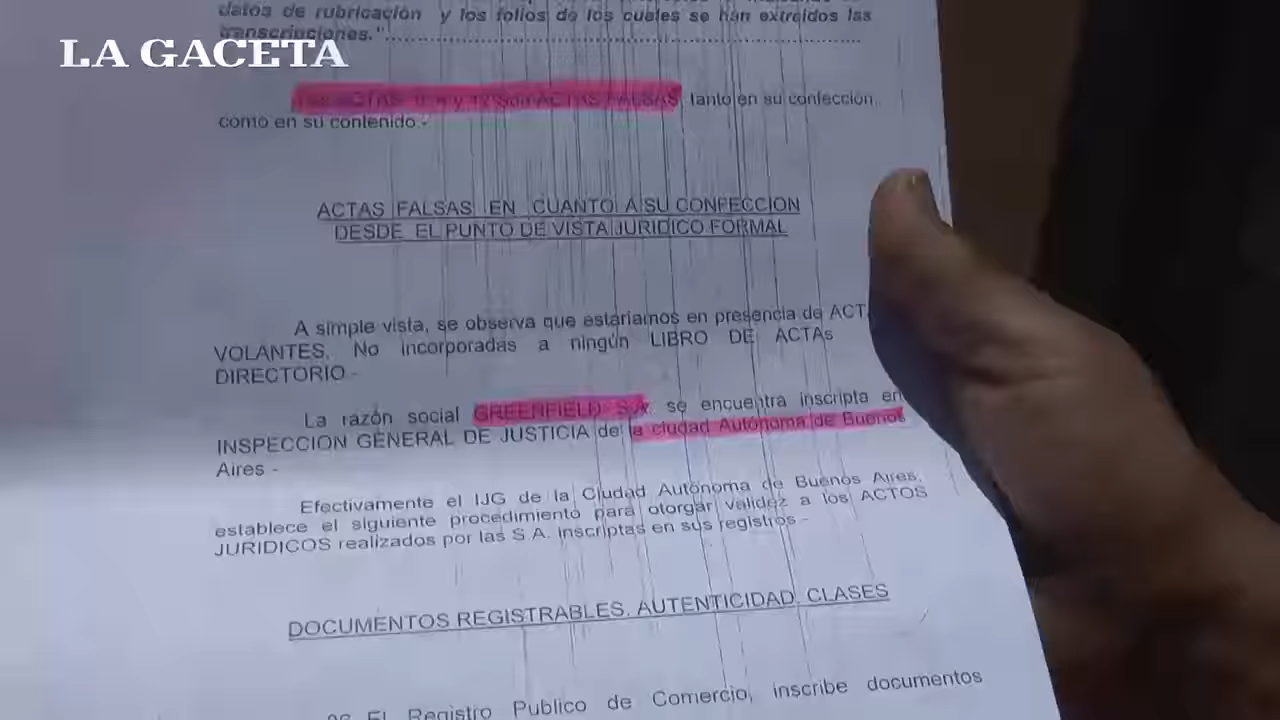 datos de rubricación y los folios de los cuales se han extreidos las
transcripciones."
LA GACETA
ACTAS FALSAS, tanto en su confección,
como en su contenido.-
ACTAS FALSAS EN CUANTO A SU CONFECCION
DESDE EL PUNTO DE VISTA JURIDICO FORMAL
A simple vista, se observa que estaríamos en presencia de
VOLANTES. No incorporadas a ningún LIBRO DE ACTAs
DIRECTORIO.-
La razón social GREENFIELD S.A. se encuentra inscripta en
INSPECCION GENERAL DE JUSTICIA de la ciudad Autónoma de Buenos
Aires.-
Efectivamente el IJG de la Ciudad Autónoma de Buenos Aires,
establece el siguiente procedimiento para otorgar validez a los ACTOS
JURIDICOS realizados por las S.A. inscriptas en sus registros.-
DOCUMENTOS REGISTRABLES. AUTENTICIDAD. CLASES
El Registro Publico de Comercio, inscribe documentos